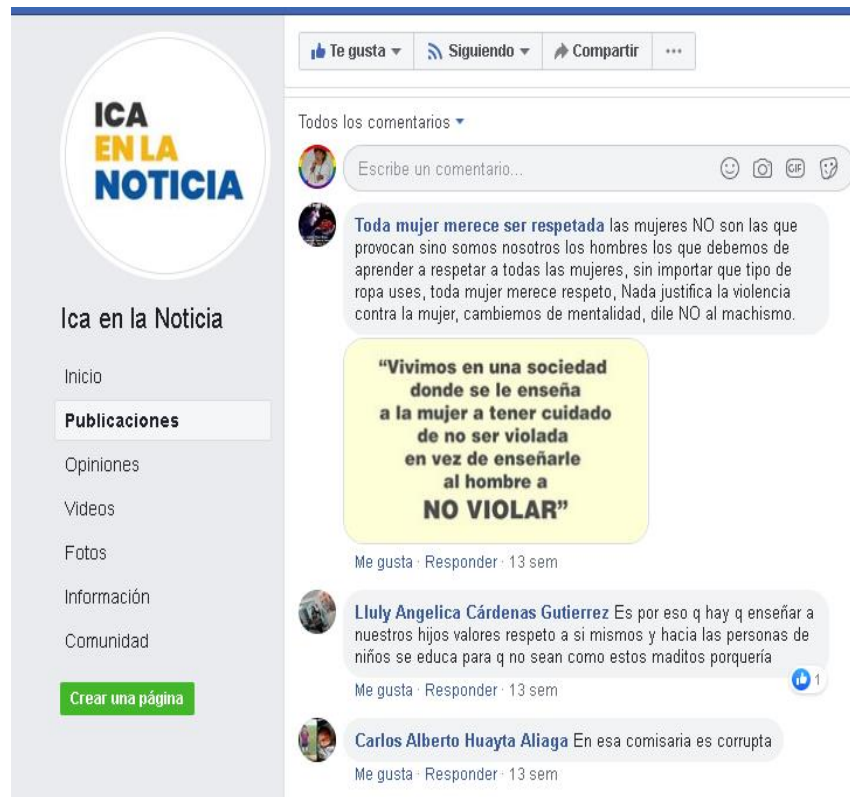 Te gusta Siguiendo Compartir ...
ICA
EN LA
NOTICIA
Ica en la Noticia
Inicio
Publicaciones
Opiniones
Videos
Fotos
Información
Comunidad
Crear una página
Todos los comentarios
Escribe un comentario... GIF
Toda mujer merece ser respetada las mujeres NO son las que
provocan sino somos nosotros los hombres los que debemos de
aprender a respetar a todas las mujeres, sin importar que tipo de
ropa uses, toda mujer merece respeto, Nada justifica la violencia
contra la mujer, cambiemos de mentalidad, dile NO al machismo.
“Vivimos en una sociedad
donde se le enseña
a la mujer a tener cuidado
de no ser violada
en vez de enseñarle
al hombre a
NO VIOLAR”
Me gusta · Responder · 13 sem
Lluly Angelica Cárdenas Gutierrez Es por eso q hay q enseñar a
nuestros hijos valores respeto a si mismos y hacia las personas de
niños se educa para q no sean como estos maditos porquería
1
Me gusta · Responder · 13 sem
Carlos Alberto Huayta Aliaga En esa comisaria es corrupta
Me gusta · Responder · 13 sem